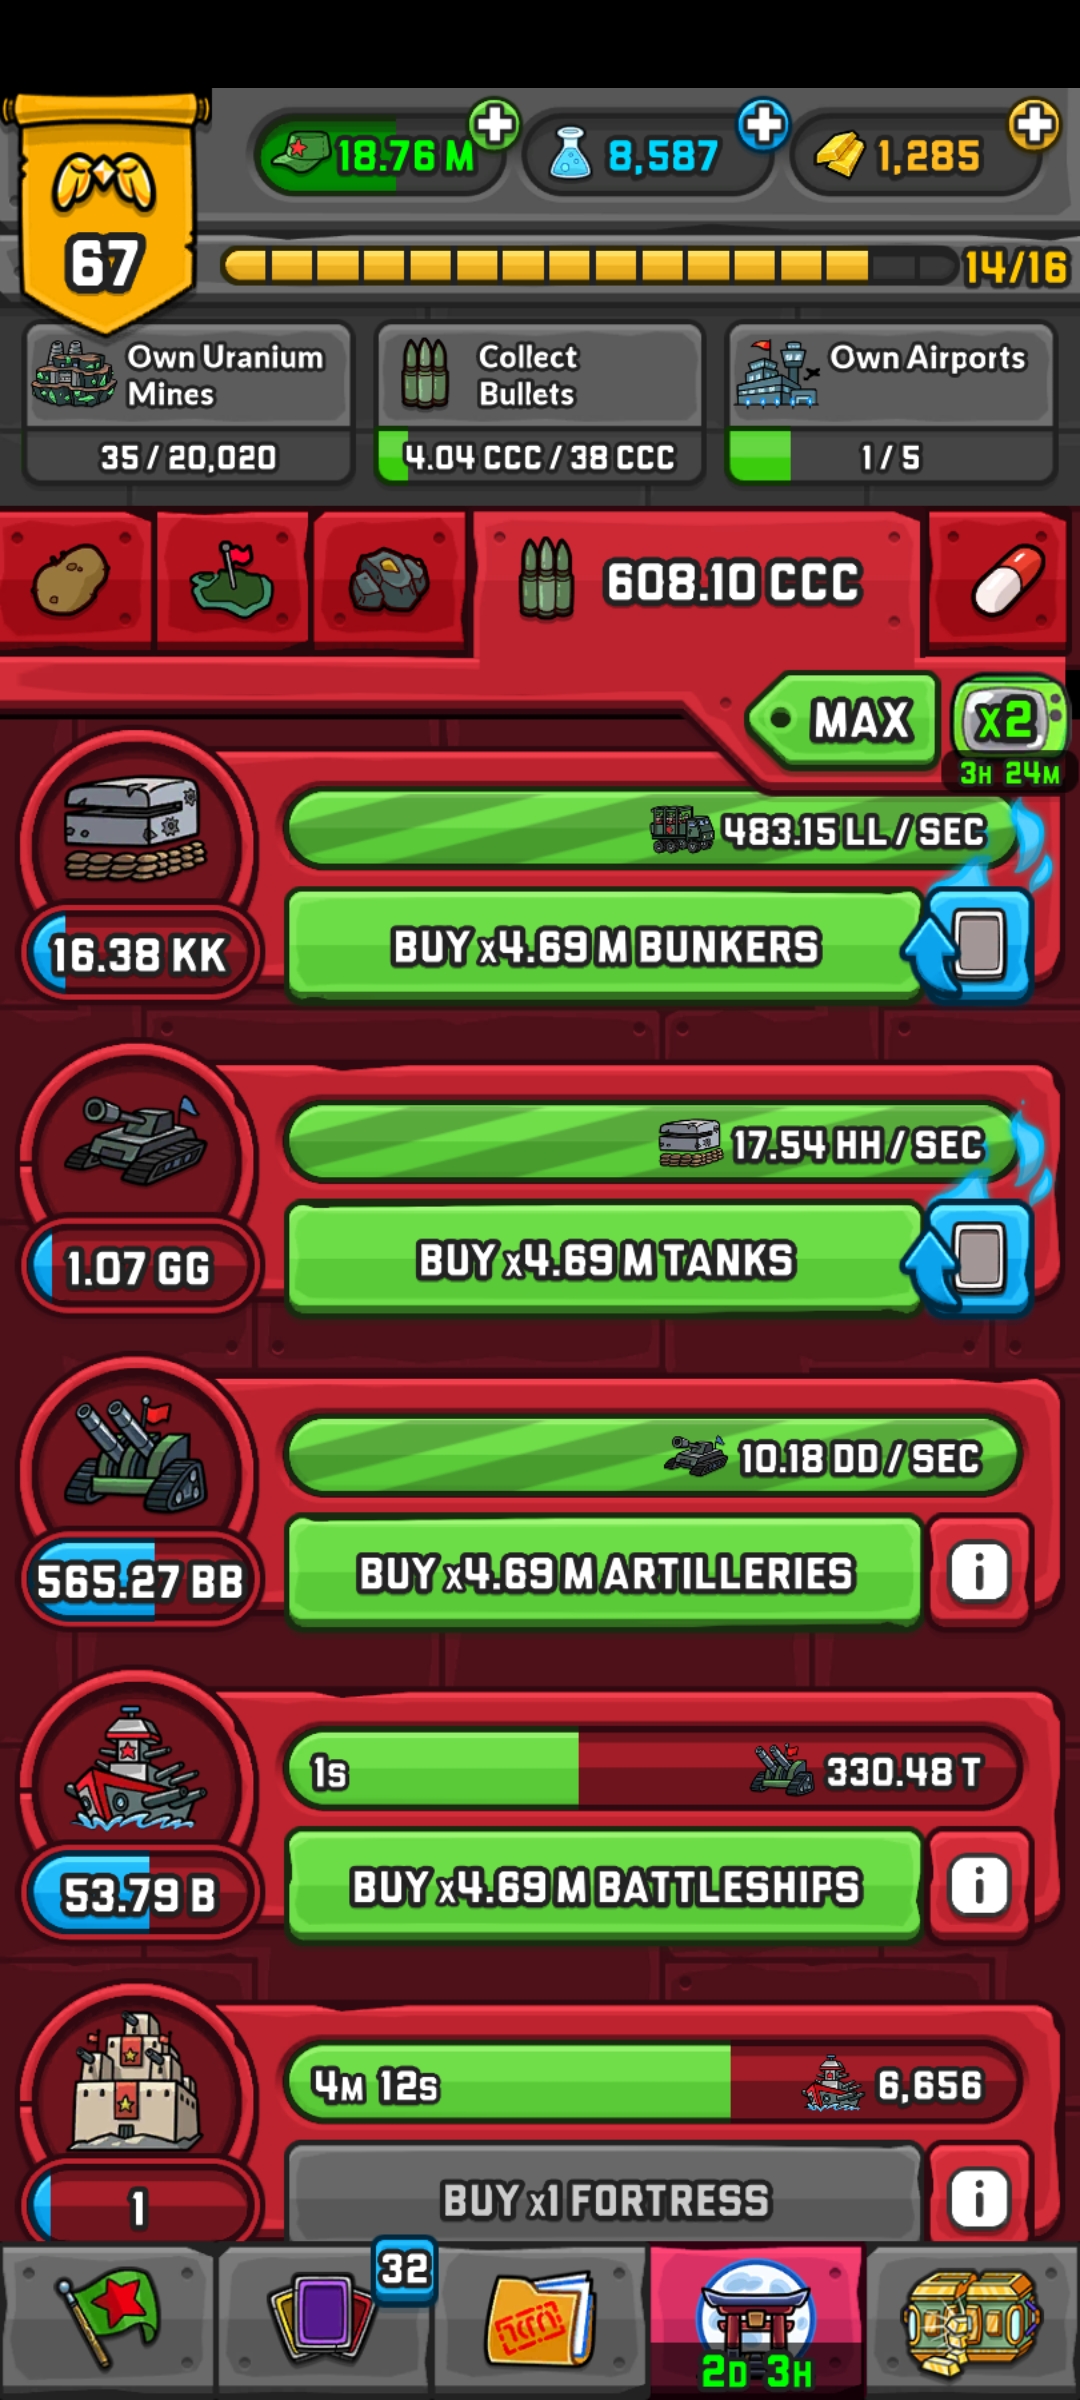 18.76 M
8,587
1,285
67
14/16
Own Uranium
Mines
35 / 20,020
Collect
Bullets
4.04 CCC / 38 CCC
Own Airports
1 / 5
608.10 CCC
MAX
x2
3H 24M
483.15 LL / SEC
16.38 KK
BUY x4.69 M BUNKERS
17.54 HH / SEC
1.07 GG
BUY x4.69 M TANKS
10.18 DD / SEC
565.27 BB
BUY x4.69 M ARTILLERIES
i
1S
330.48 T
53.79 B
BUY x4.69 M BATTLESHIPS
i
4M 12S
6,656
1
BUY x1 FORTRESS
i
32
2D 3H